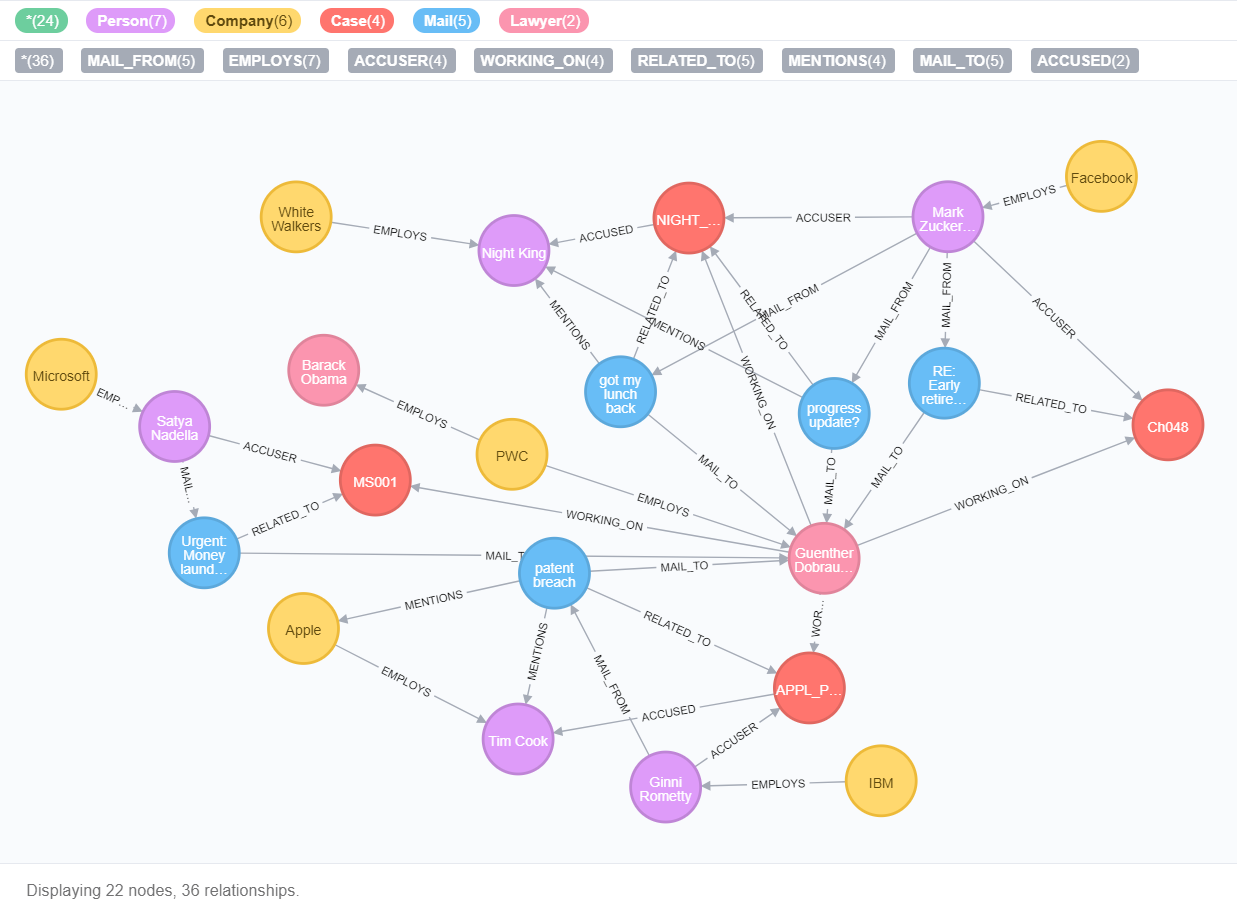 *(24) Person(7) Company(6) Case(4) Mail(5) Lawyer(2)
*(36) MAIL_FROM(5) EMPLOYS(7) ACCUSER(4) WORKING_ON(4) RELATED_TO(5) MENTIONS(4) MAIL_TO(5) ACCUSED(2)
Facebook
EMPLOYS
White
Walkers
EMPLOYS
Night King
ACCUSED
NIGHT_...
ACCUSER
Mark
Zucker...
MAIL_FROM
MAIL_FROM
MAIL_FROM
ACCUSER
RELATED_TO
RELATED_TO
MENTIONS
MENTIONS
Microsoft
EMP...
Barack
Obama
EMPLOYS
got my
lunch
back
WORKING_ON
progress
update?
RE:
Early
retire...
RELATED_TO
Ch048
Satya
Nadella
ACCUSER
MAIL...
PWC
EMPLOYS
MAIL_TO
MAIL_TO
MAIL_TO
MS001
RELATED_TO
WORKING_ON
WORKING_ON
Urgent:
Money
laund...
MAIL_T
patent
breach
MAIL_TO
Guenther
Dobrau...
MENTIONS
Apple
EMPLOYS
MENTIONS
RELATED_TO
WOR...
MAIL_FROM
APPL_P...
ACCUSED
Tim Cook
ACCUSER
Ginni
Rometty
EMPLOYS
IBM
Displaying 22 nodes, 36 relationships.